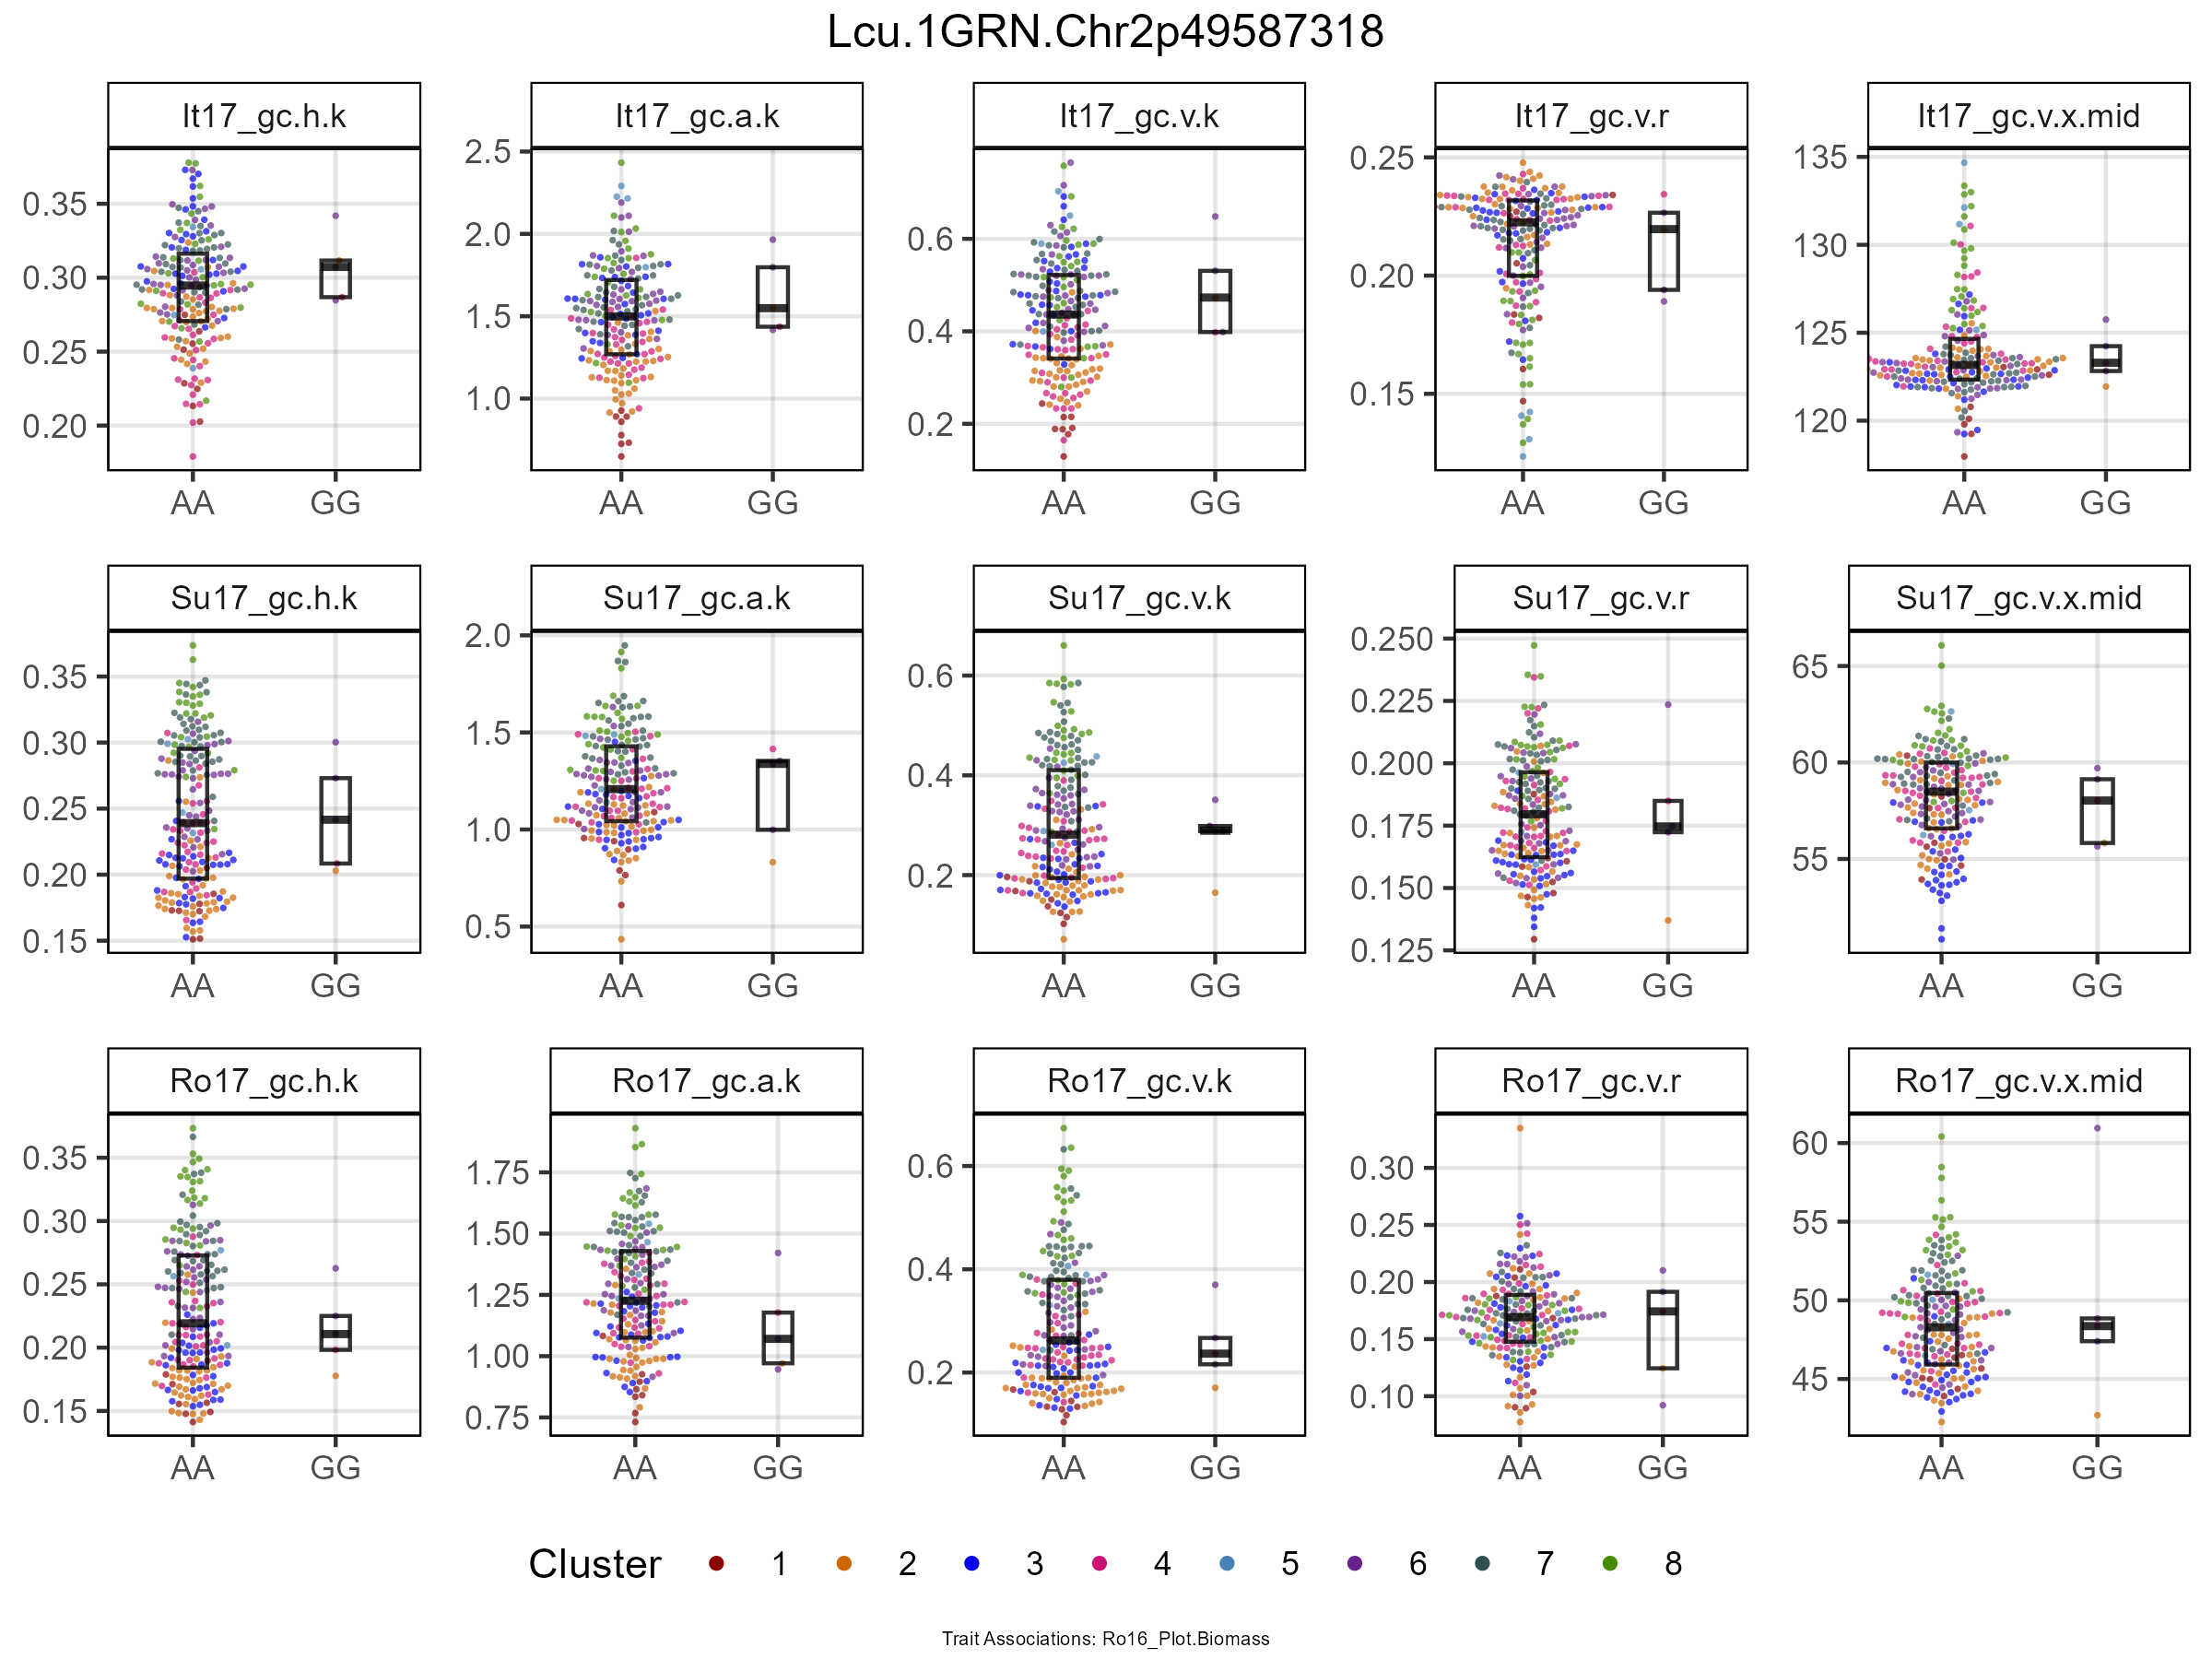 Lcu.1GRN.Chr2p49587318
It17_gc.h.k
It17_gc.a.k
It17_gc.v.k
It17_gc.v.r
It17_gc.v.x.mid
0.35
0.30
0.25
0.20
2.5
2.0
1.5
1.0
0.6
0.4
0.2
0.25
0.20
0.15
135
130
125
120
AA GG
AA GG
AA GG
AA GG
AA GG
Su17_gc.h.k
Su17_gc.a.k
Su17_gc.v.k
Su17_gc.v.r
Su17_gc.v.x.mid
0.35
0.30
0.25
0.20
0.15
2.0
1.5
1.0
0.5
0.6
0.4
0.2
0.250
0.225
0.200
0.175
0.150
0.125
65
60
55
AA GG
AA GG
AA GG
AA GG
AA GG
Ro17_gc.h.k
Ro17_gc.a.k
Ro17_gc.v.k
Ro17_gc.v.r
Ro17_gc.v.x.mid
0.35
0.30
0.25
0.20
0.15
1.75
1.50
1.25
1.00
0.75
0.6
0.4
0.2
0.30
0.25
0.20
0.15
0.10
60
55
50
45
AA GG
AA GG
AA GG
AA GG
AA GG
Cluster 1 2 3 4 5 6 7 8
Trait Associations: Ro16_Plot.Biomass